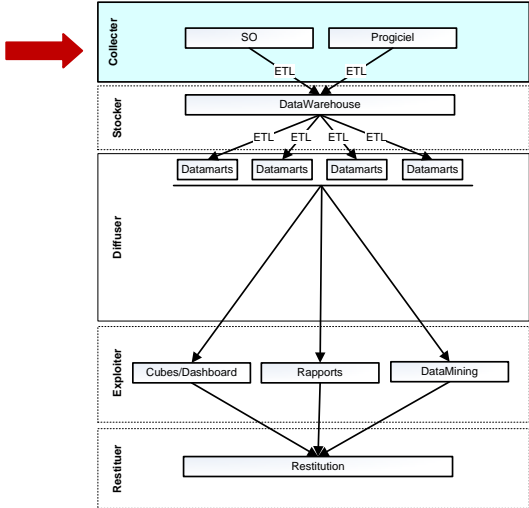 Collecter
SO
Progiciel
ETL
ETL
Stocker
DataWarehouse
ETL
ETL
ETL
ETL
Diffuser
Datamarts
Datamarts
Datamarts
Datamarts
Exploiter
Cubes/Dashboard
Rapports
DataMining
Restituer
Restitution